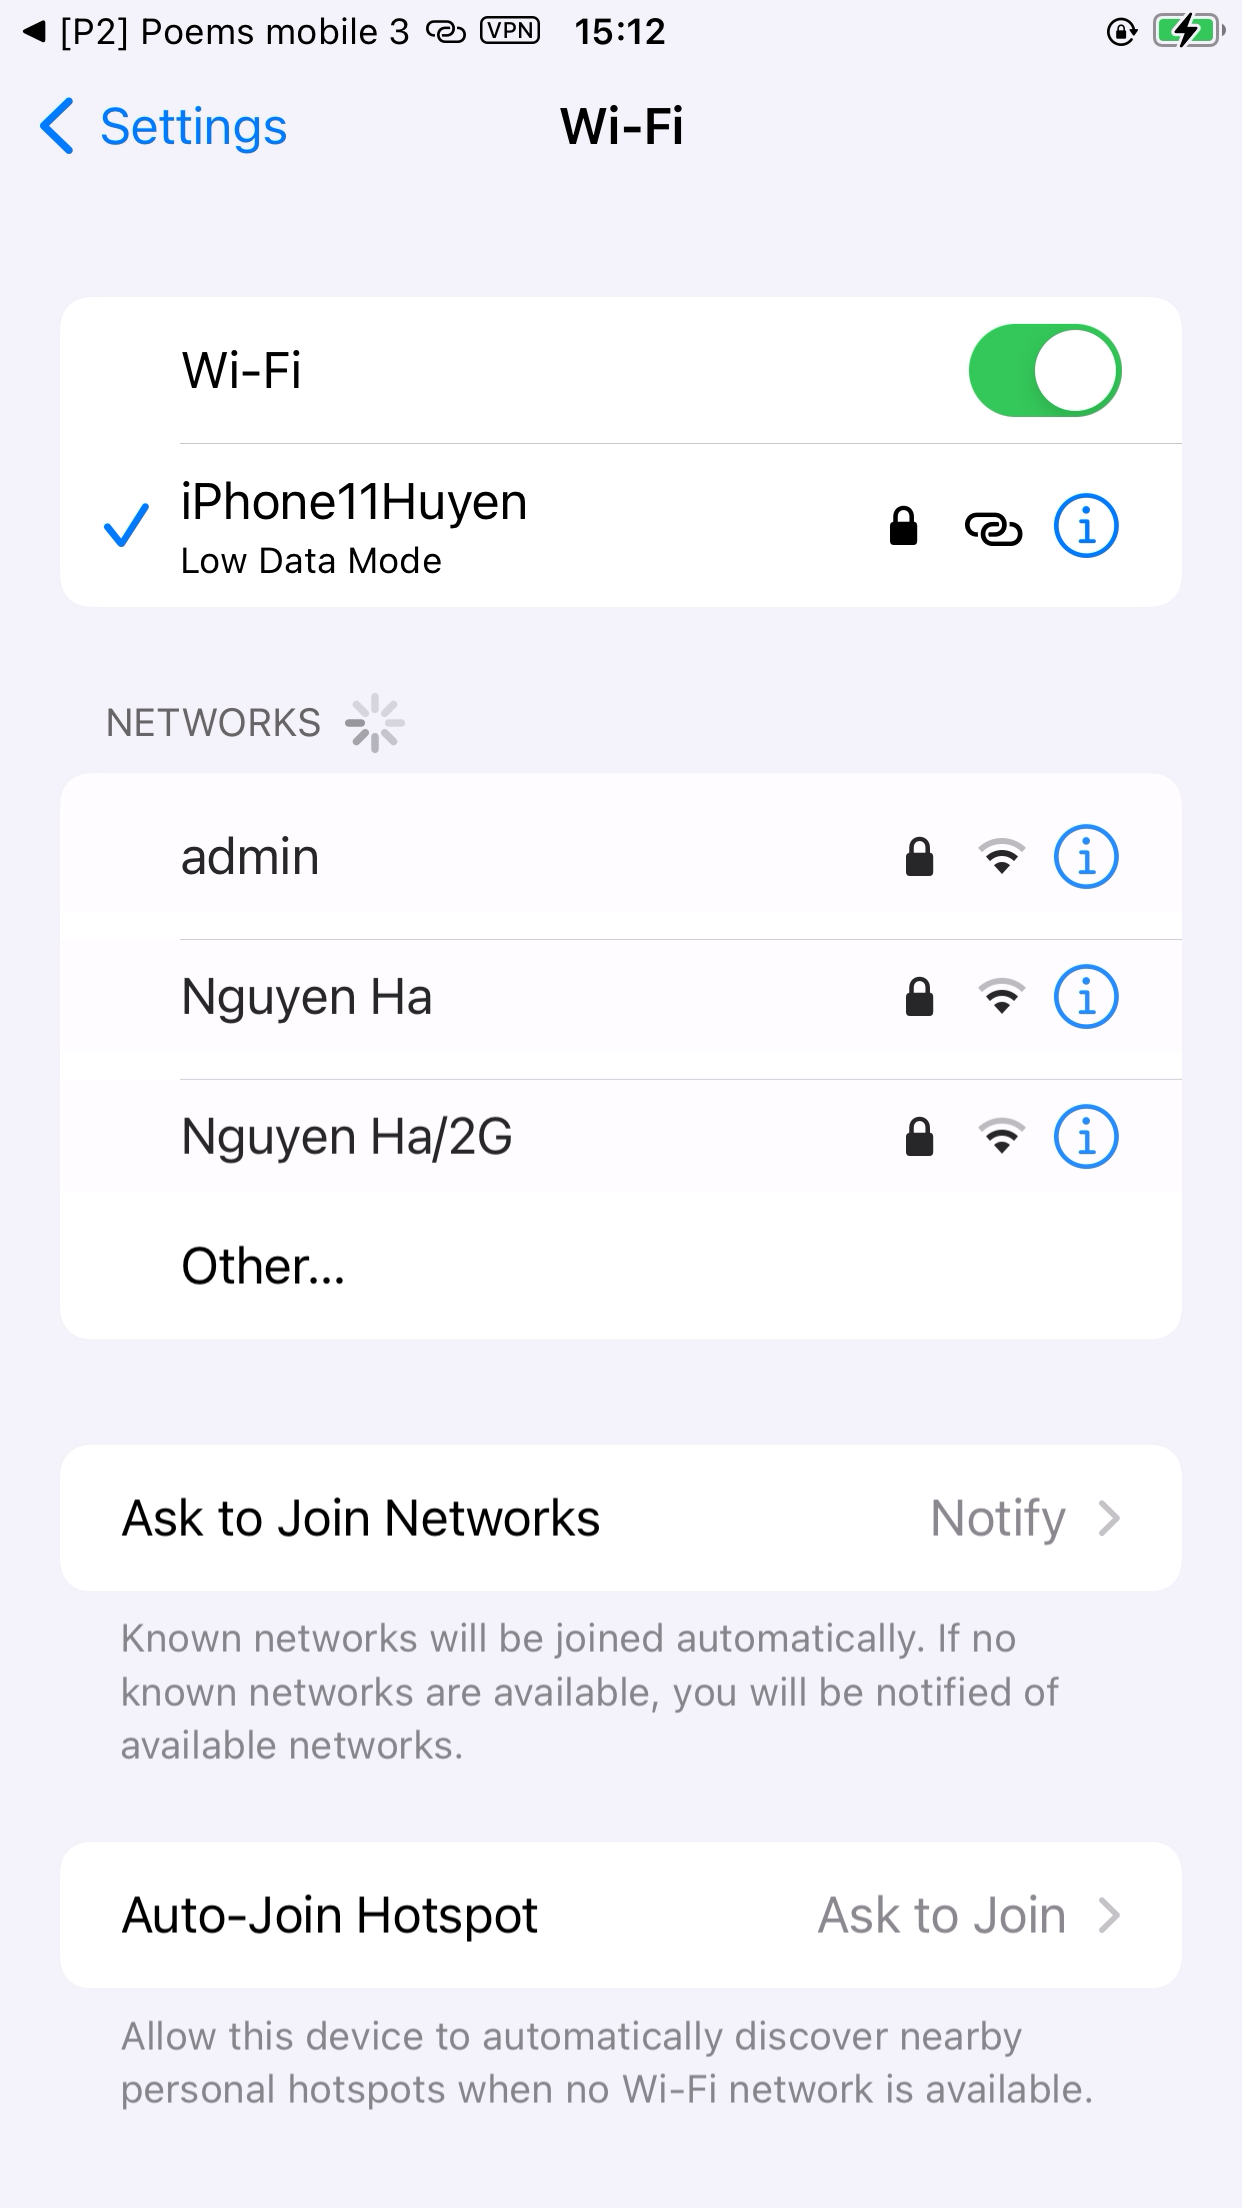 [P2] Poems mobile 3 VPN 15:12
Settings Wi-Fi
Wi-Fi
iPhone11Huyen
Low Data Mode
NETWORKS
admin
Nguyen Ha
Nguyen Ha/2G
Other...
Ask to Join Networks Notify
Known networks will be joined automatically. If no
known networks are available, you will be notified of
available networks.
Auto-Join Hotspot Ask to Join
Allow this device to automatically discover nearby
personal hotspots when no Wi-Fi network is available.